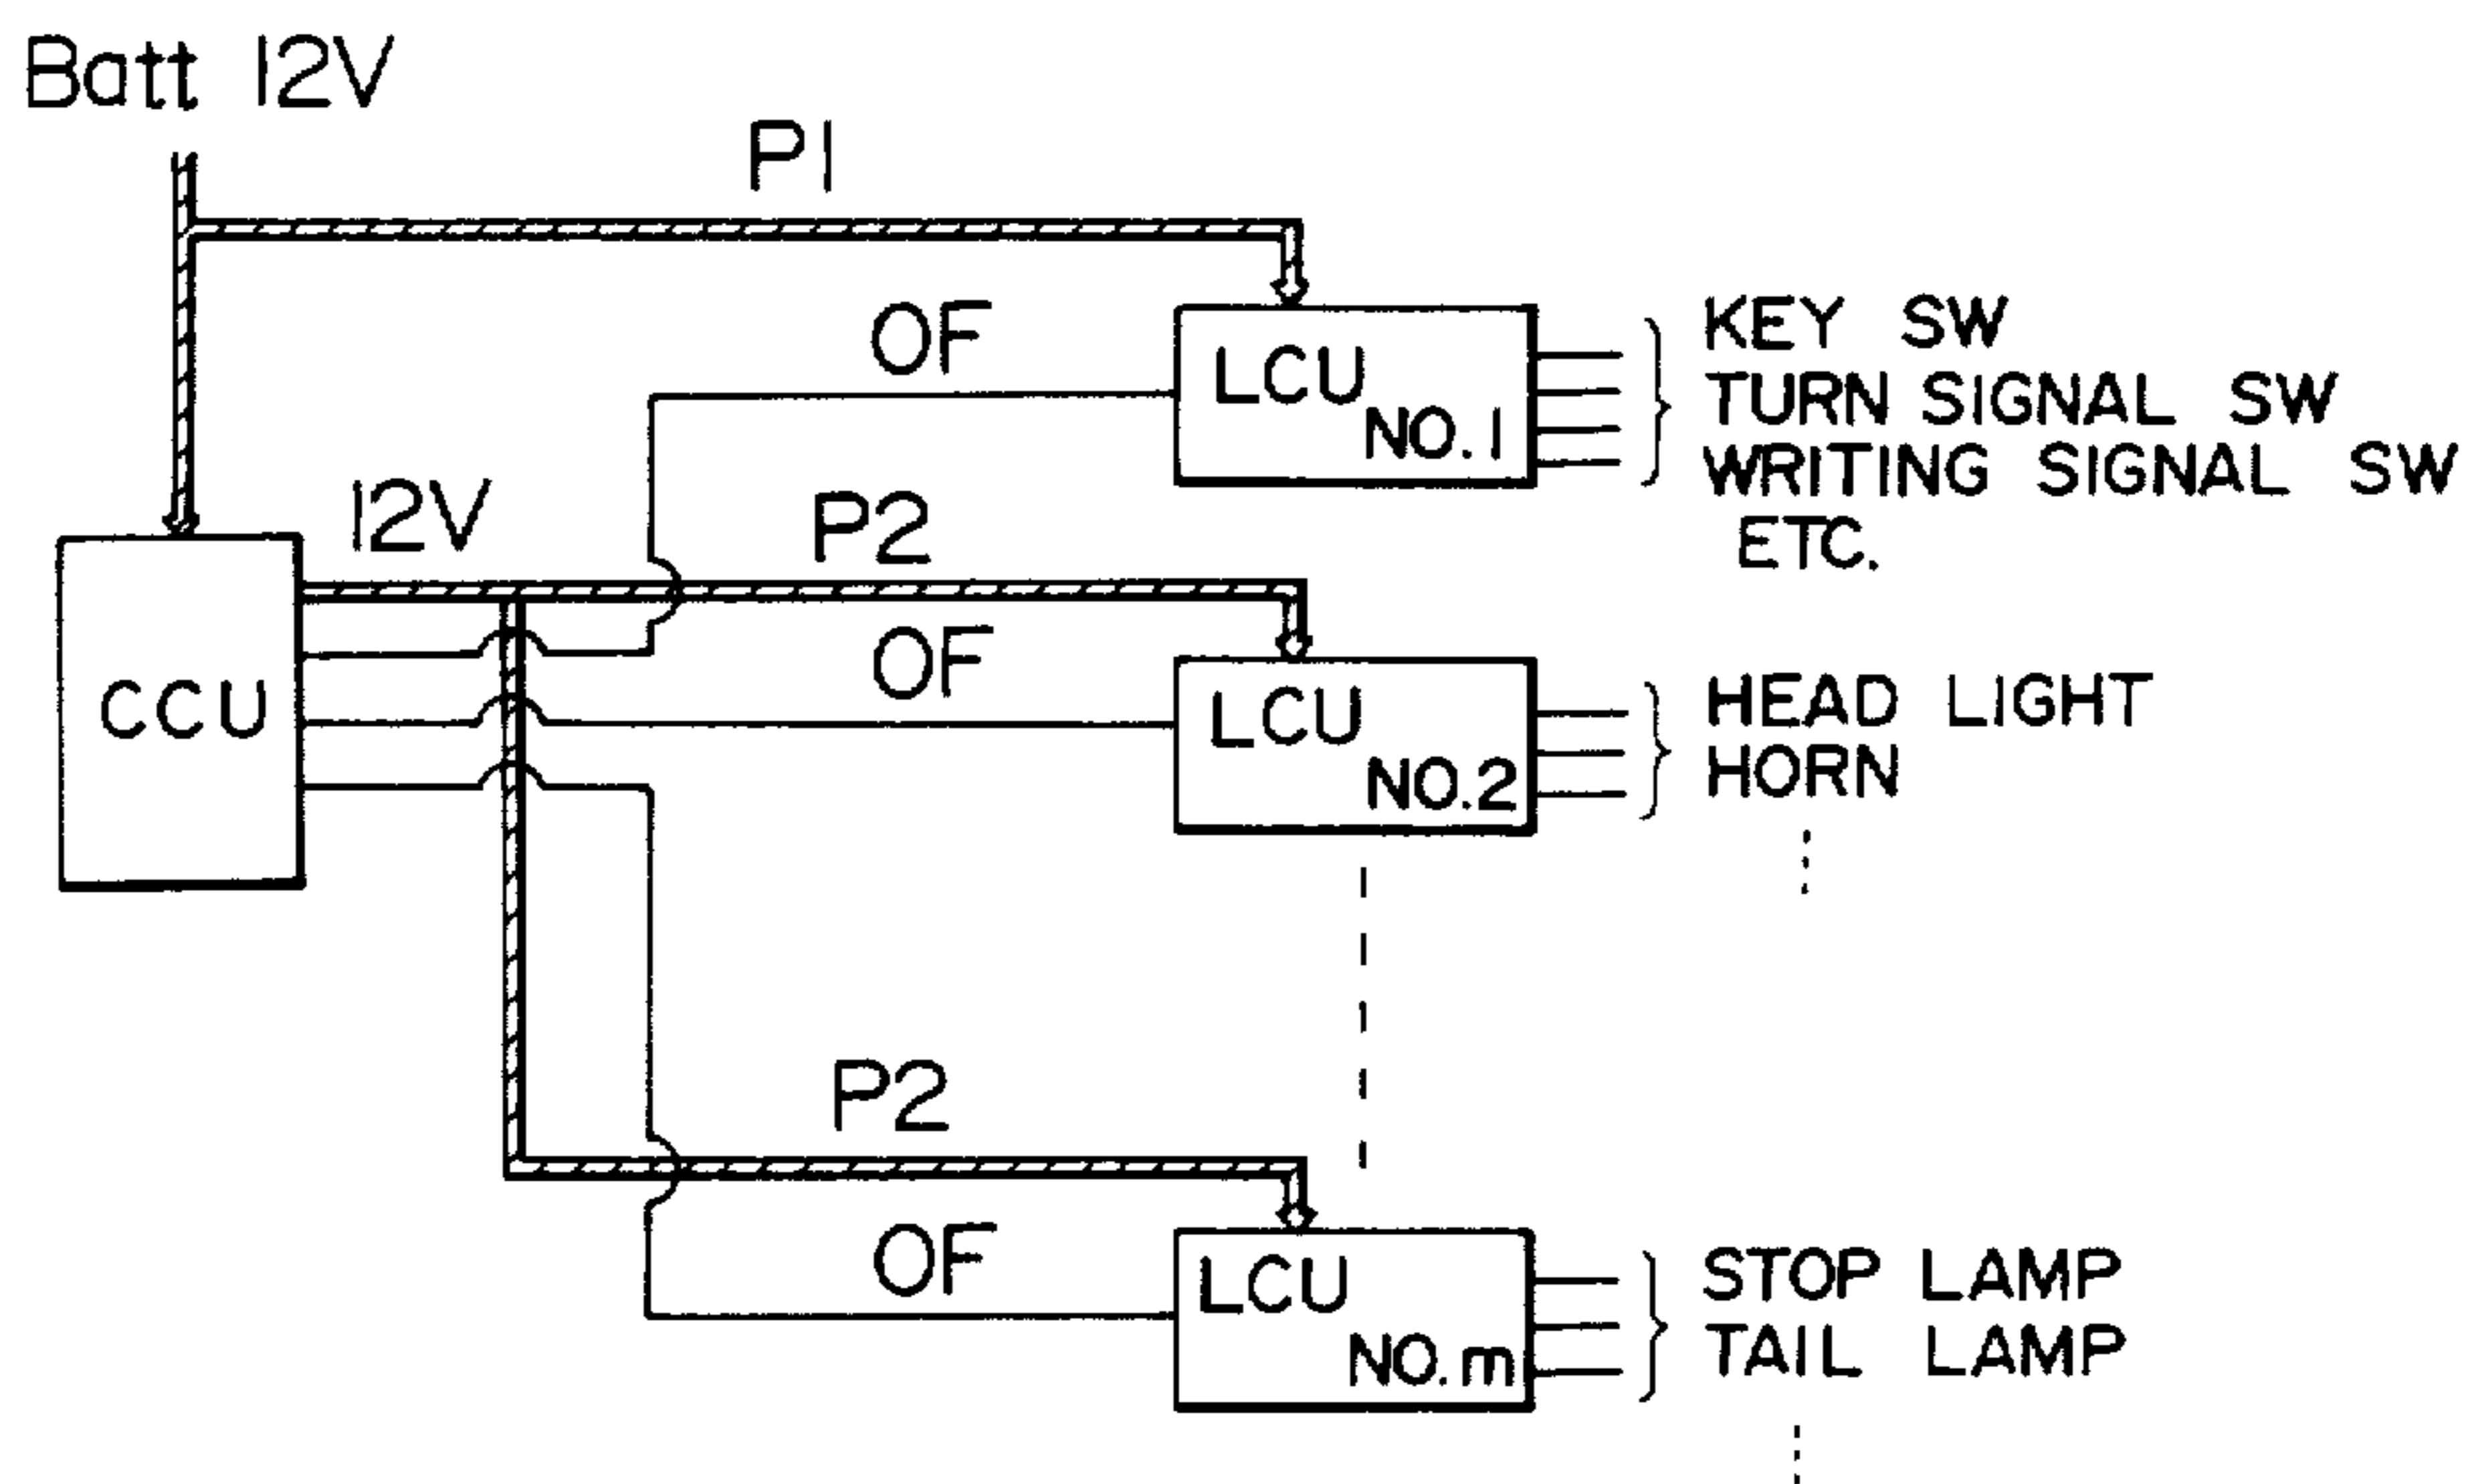 Batt 12V
P1
OF
LCU
NO.1
KEY SW
TURN SIGNAL SW
WRITING SIGNAL SW
ETC.
12V
P2
OF
CCU
LCU
NO.2
HEAD LIGHT
HORN
P2
OF
LCU
NO.m
STOP LAMP
TAIL LAMP